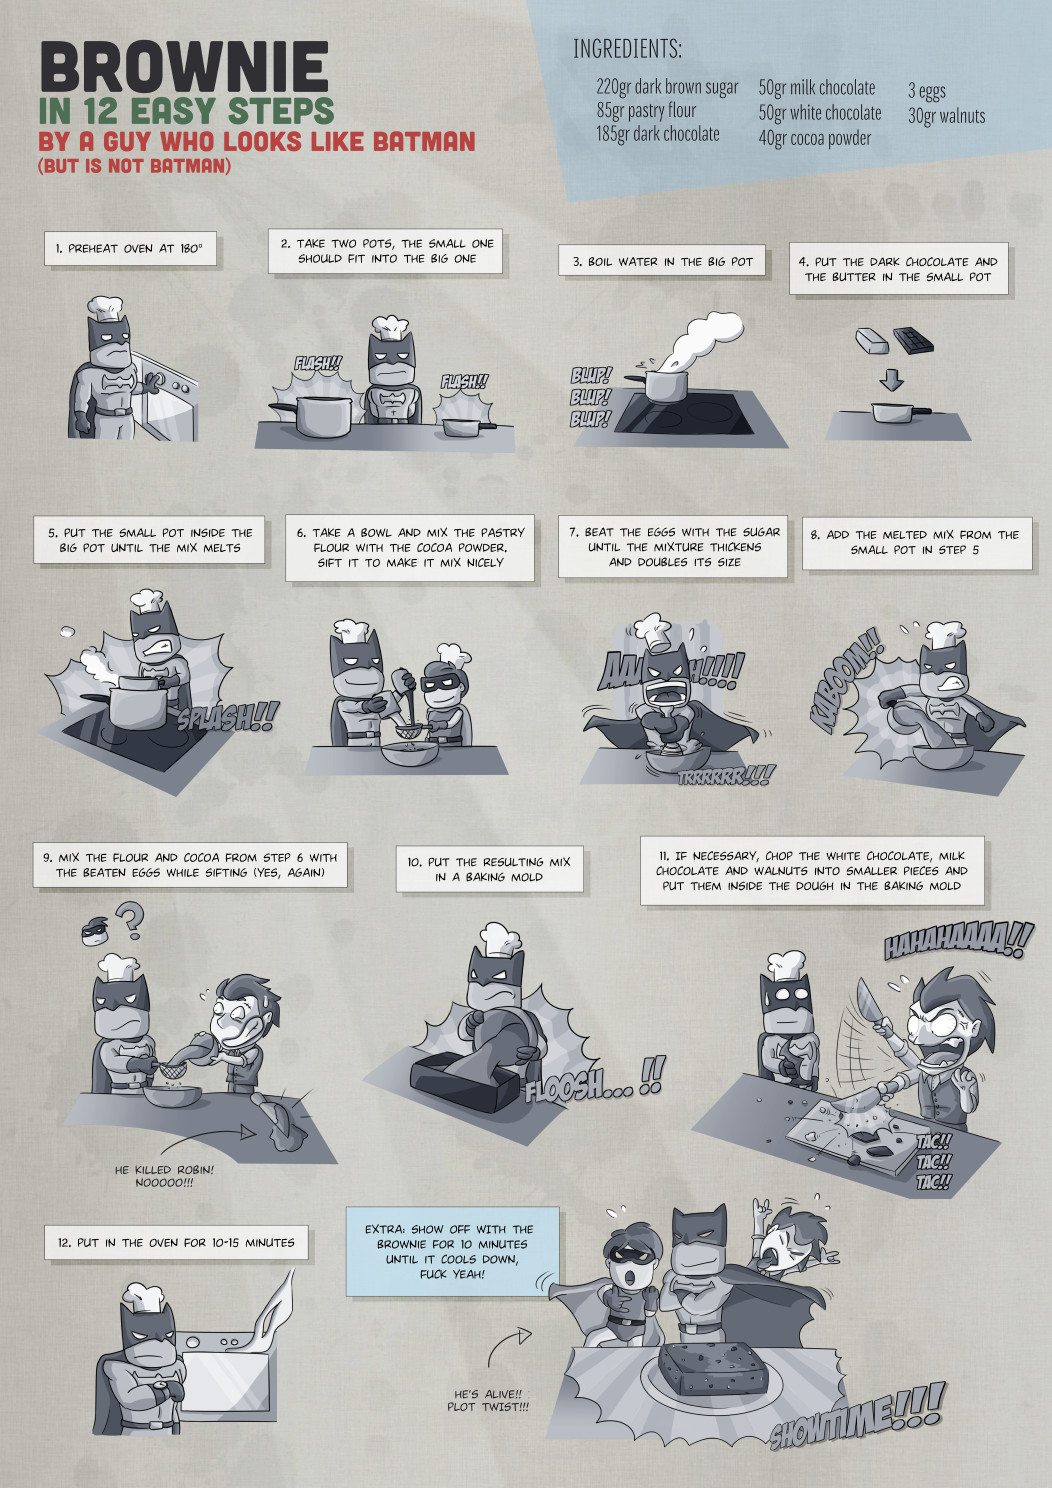 BROWNIE
IN 12 EASY STEPS
BY A GUY WHO LOOKS LIKE BATMAN
(BUT IS NOT BATMAN)
INGREDIENTS:
220gr dark brown sugar
85gr pastry flour
185gr dark chocolate
50gr milk chocolate
50gr white chocolate
40gr cocoa powder
3 eggs
30gr walnuts
1. PREHEAT OVEN AT 180°
2. TAKE TWO POTS, THE SMALL ONE
SHOULD FIT INTO THE BIG ONE
FLASH!!
FLASH!!
3. BOIL WATER IN THE BIG POT
BLUP!
BLUP!
BLUP!
4. PUT THE DARK CHOCOLATE AND
THE BUTTER IN THE SMALL POT
5. PUT THE SMALL POT INSIDE THE
BIG POT UNTIL THE MIX MELTS
SPLASH!!
6. TAKE A BOWL AND MIX THE PASTRY
FLOUR WITH THE COCOA POWDER.
SIFT IT TO MAKE IT MIX NICELY
7. BEAT THE EGGS WITH THE SUGAR
UNTIL THE MIXTURE THICKENS
AND DOUBLES ITS SIZE
TRRRRRR!!!
8. ADD THE MELTED MIX FROM THE
SMALL POT IN STEP 5
KABOOM!!
9. MIX THE FLOUR AND COCOA FROM STEP 6 WITH
THE BEATEN EGGS WHILE SIFTING (YES, AGAIN)
?
HE KILLED ROBIN!
NOOOOO!!!
10. PUT THE RESULTING MIX
IN A BAKING MOLD
FLOOSH... !!
11. IF NECESSARY, CHOP THE WHITE CHOCOLATE, MILK
CHOCOLATE AND WALNUTS INTO SMALLER PIECES AND
PUT THEM INSIDE THE DOUGH IN THE BAKING MOLD
HAHAHAAAA!!
TAC!!
TAC!!
TAC!!
12. PUT IN THE OVEN FOR 10-15 MINUTES
EXTRA: SHOW OFF WITH THE
BROWNIE FOR 10 MINUTES
UNTIL IT COOLS DOWN,
FUCK YEAH!
HE'S ALIVE!!
PLOT TWIST!!!
SHOWTIME!!!